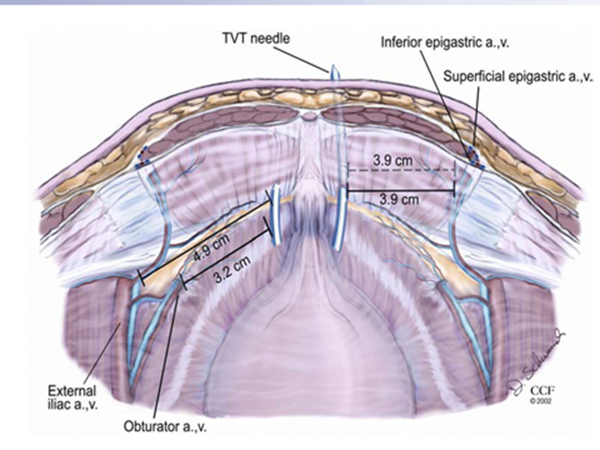 TVT needle
Inferior epigastric a.,v.
Superficial epigastric a.,v.
3.9 cm
3.9 cm
4.9 cm
3.2 cm
External
iliac a.,v.
Obturator a.,v.
CCF
©2002